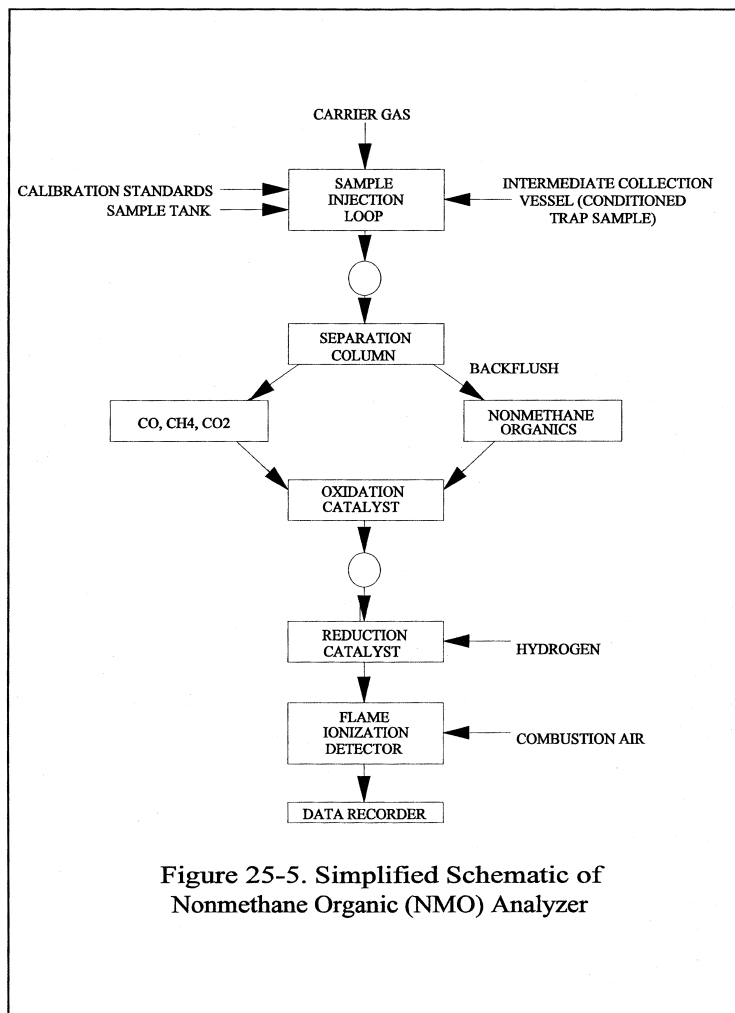 CARRIER GAS
CALIBRATION STANDARDS
SAMPLE TANK
SAMPLE
INJECTION
LOOP
INTERMEDIATE COLLECTION
VESSEL (CONDITIONED
TRAP SAMPLE)
SEPARATION
COLUMN
BACKFLUSH
CO, CH4, CO2
NONMETHANE
ORGANICS
OXIDATION
CATALYST
REDUCTION
CATALYST
HYDROGEN
FLAME
IONIZATION
DETECTOR
COMBUSTION AIR
DATA RECORDER
Figure 25-5. Simplified Schematic of
Nonmethane Organic (NMO) Analyzer